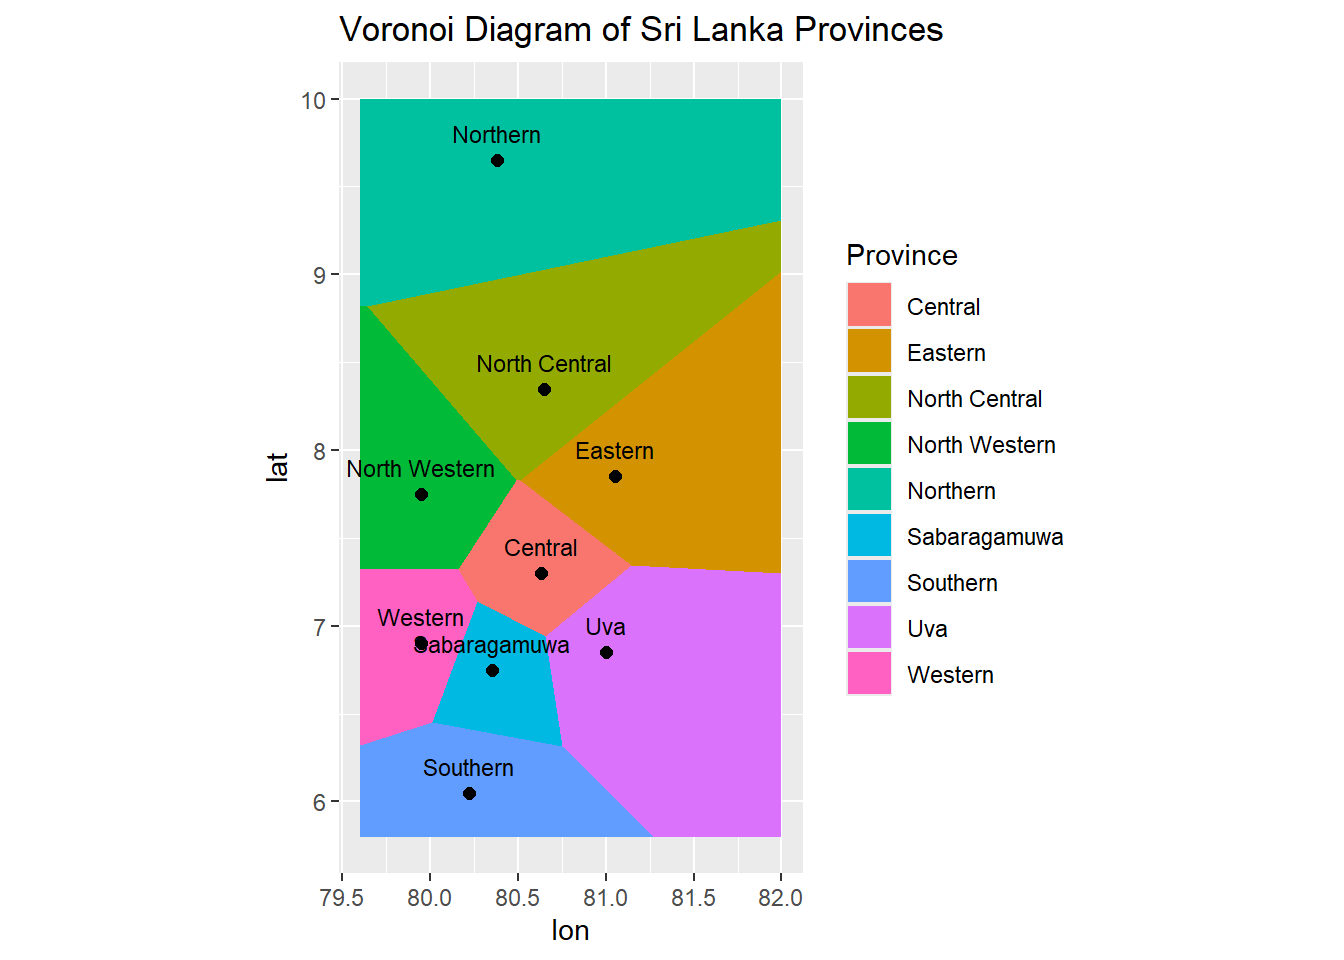 Voronoi Diagram of Sri Lanka Provinces
10
9
8
7
6
lat
Northern
North Central
Eastern
North Western
Central
Western
Uva
Sabaragamuwa
Southern
79.5 80.0 80.5 81.0 81.5 82.0
lon
Province
Central
Eastern
North Central
North Western
Northern
Sabaragamuwa
Southern
Uva
Western